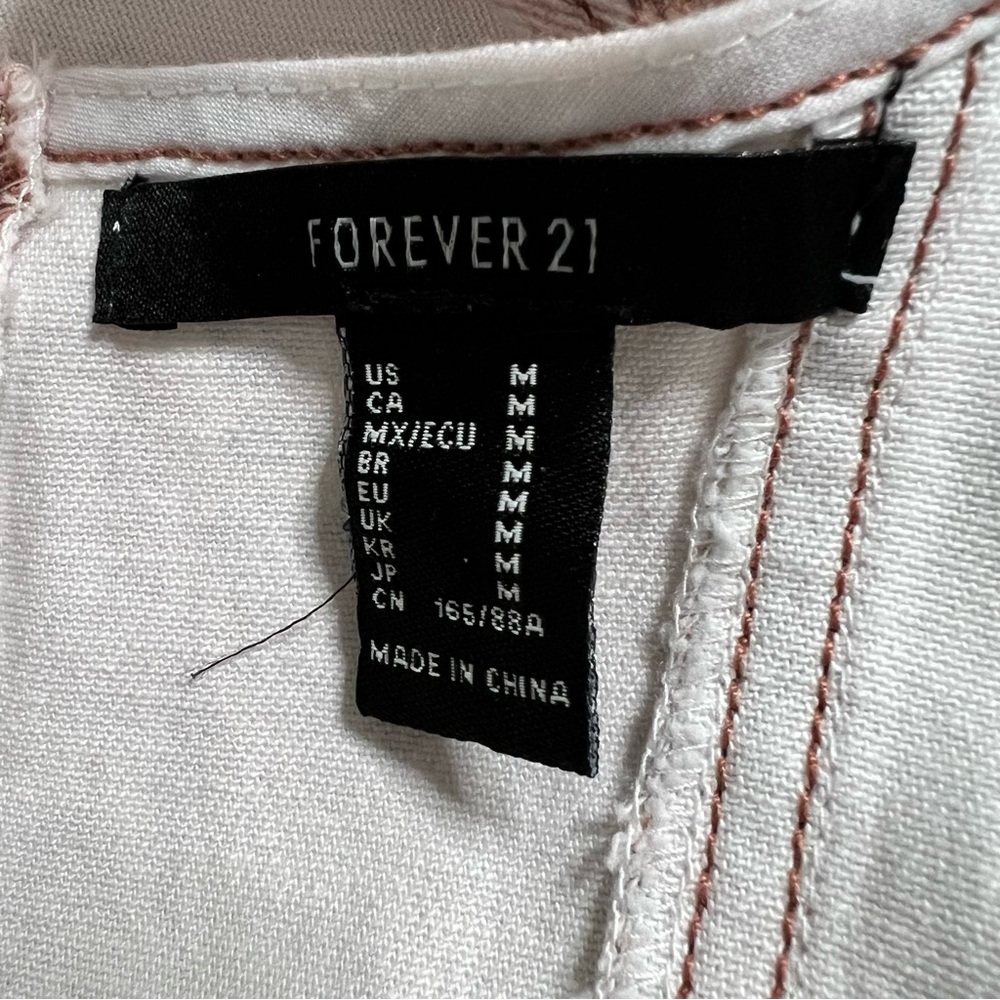 FOREVER 21
US M
CA M
MX/ECU M
BR M
EU M
UK M
KR M
JP M
CN 165/88A
MADE IN CHINA